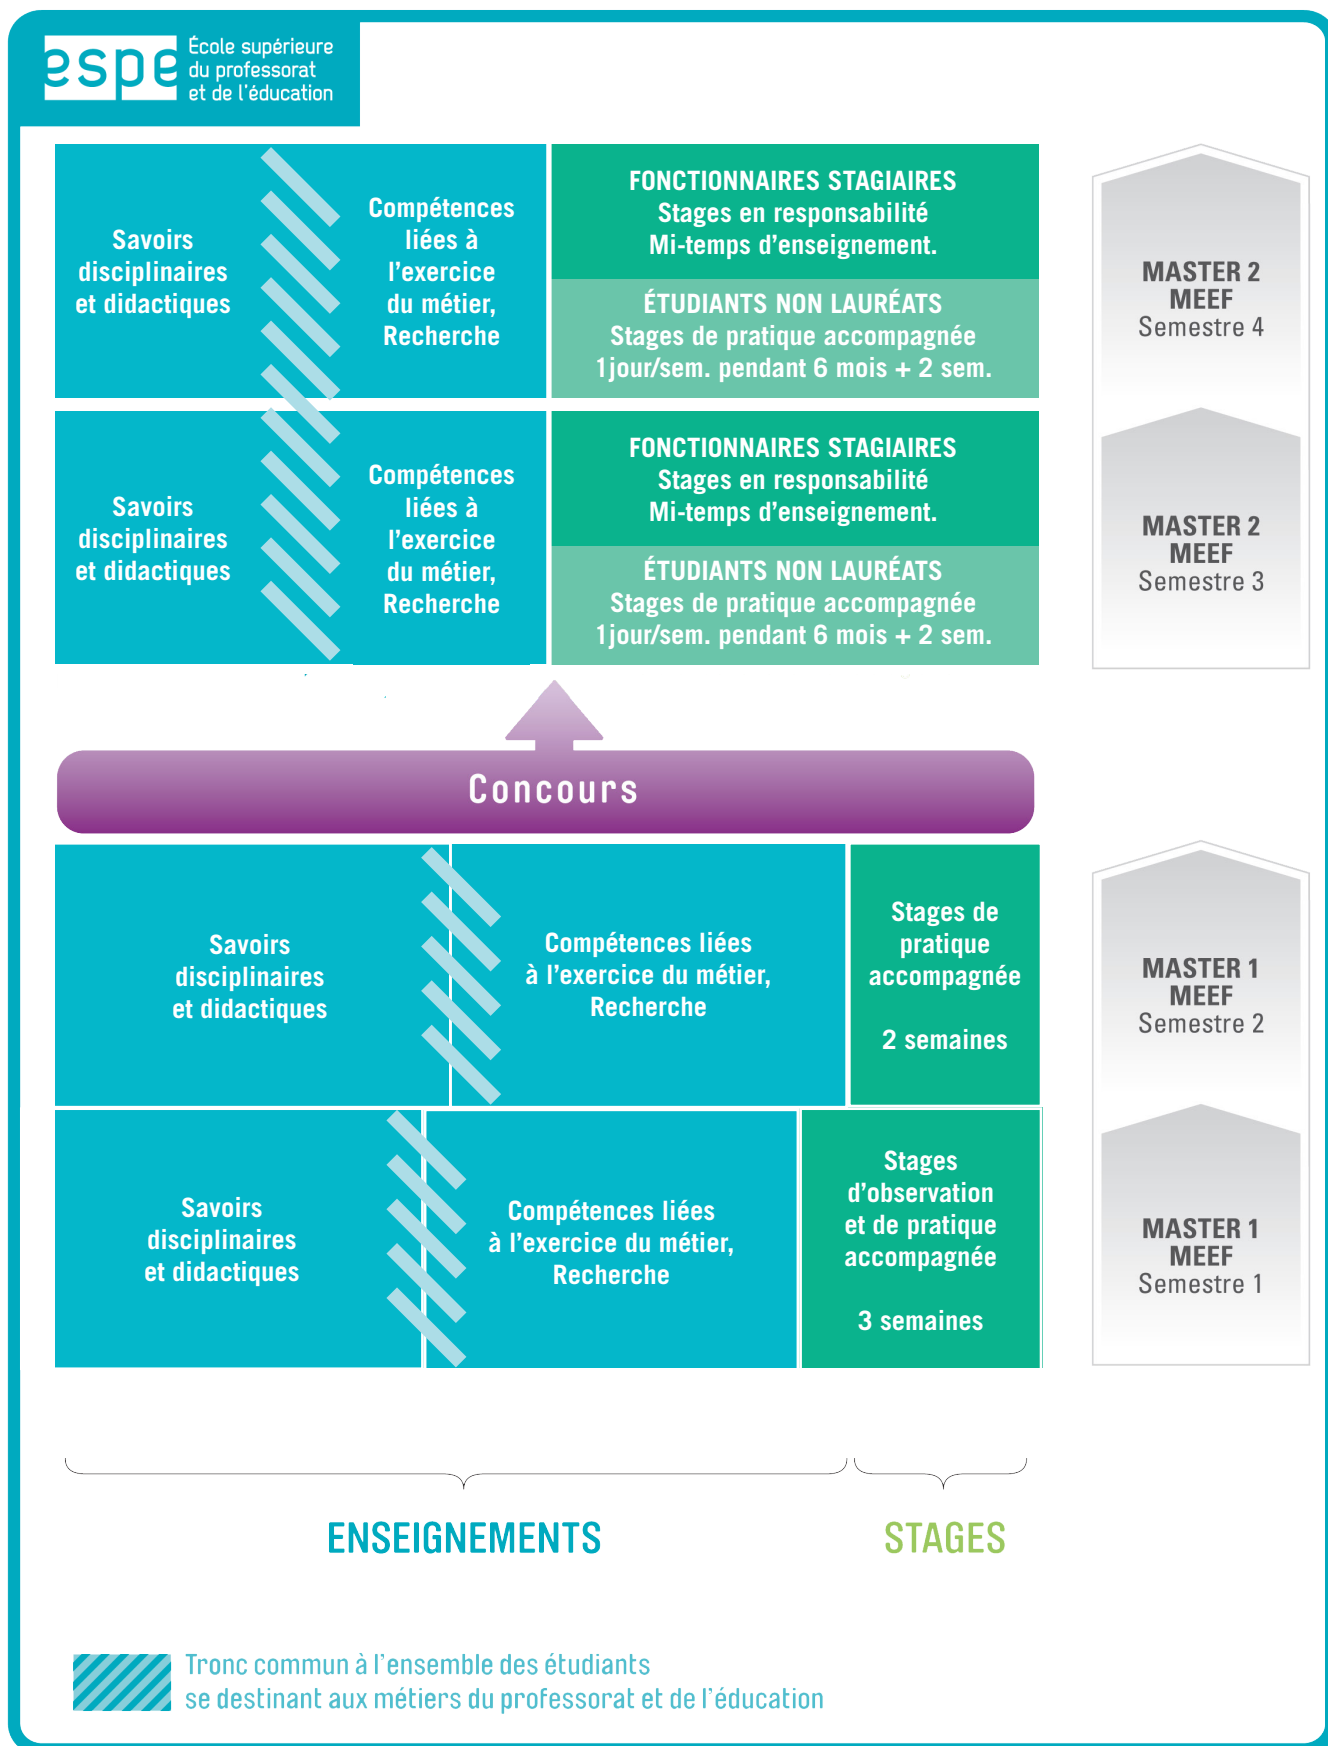 espe
École supérieure
du professorat
et de l'éducation
Savoirs
disciplinaires
et didactiques
Compétences
liées à
l'exercice
du métier,
Recherche
FONCTIONNAIRES STAGIAIRES
Stages en responsabilité
Mi-temps d'enseignement.
ÉTUDIANTS NON LAURÉATS
Stages de pratique accompagnée
1jour/sem. pendant 6 mois + 2 sem.
MASTER 2
MEEF
Semestre 4
Savoirs
disciplinaires
et didactiques
Compétences
liées à
l'exercice
du métier,
Recherche
FONCTIONNAIRES STAGIAIRES
Stages en responsabilité
Mi-temps d'enseignement.
ÉTUDIANTS NON LAURÉATS
Stages de pratique accompagnée
1jour/sem. pendant 6 mois + 2 sem.
MASTER 2
MEEF
Semestre 3
Concours
Savoirs
disciplinaires
et didactiques
Compétences liées
à l'exercice du métier,
Recherche
Stages de
pratique
accompagnée
2 semaines
MASTER 1
MEEF
Semestre 2
Savoirs
disciplinaires
et didactiques
Compétences liées
à l'exercice du métier,
Recherche
Stages
d'observation
et de pratique
accompagnée
3 semaines
MASTER 1
MEEF
Semestre 1
ENSEIGNEMENTS
STAGES
Tronc commun à l'ensemble des étudiants
se destinant aux métiers du professorat et de l'éducation